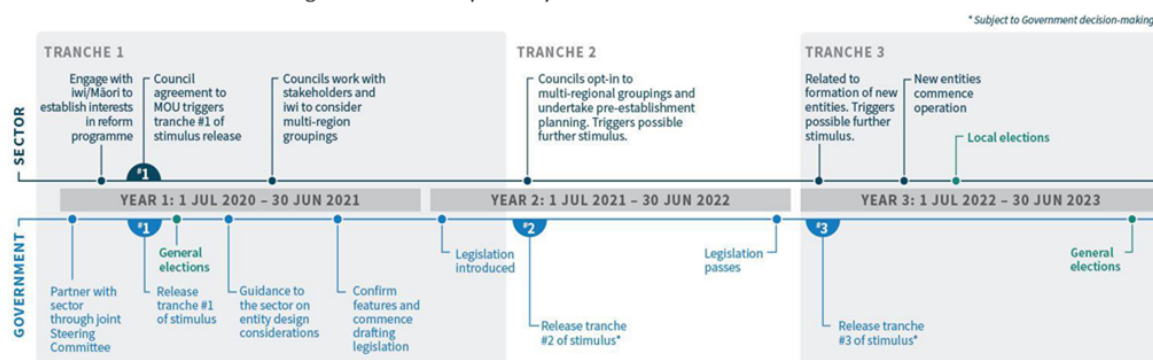 * Subject to Government decision-making
TRANCHE 1
TRANCHE 2
TRANCHE 3
SECTOR
Engage with
iwi/Māori to
establish interests
in reform
programme
Council
agreement to
MOU triggers
tranche #1 of
stimulus release
Councils work with
stakeholders and
iwi to consider
multi-region
groupings
Councils opt-in to
multi-regional groupings and
undertake pre-establishment
planning. Triggers possible
further stimulus.
Related to
formation of new
entities. Triggers
possible further
stimulus.
New entities
commence
operation
Local elections
#1
YEAR 1: 1 JUL 2020 – 30 JUN 2021
YEAR 2: 1 JUL 2021 – 30 JUN 2022
YEAR 3: 1 JUL 2022 – 30 JUN 2023
GOVERNMENT
#1
#2
#3
Partner with
sector
through joint
Steering
Committee
Release
tranche #1
of stimulus
General
elections
Guidance to
the sector on
entity design
considerations
Confirm
features and
commence
drafting
legislation
Legislation
introduced
Release tranche
#2 of stimulus*
Legislation
passes
Release tranche
#3 of stimulus*
General
elections